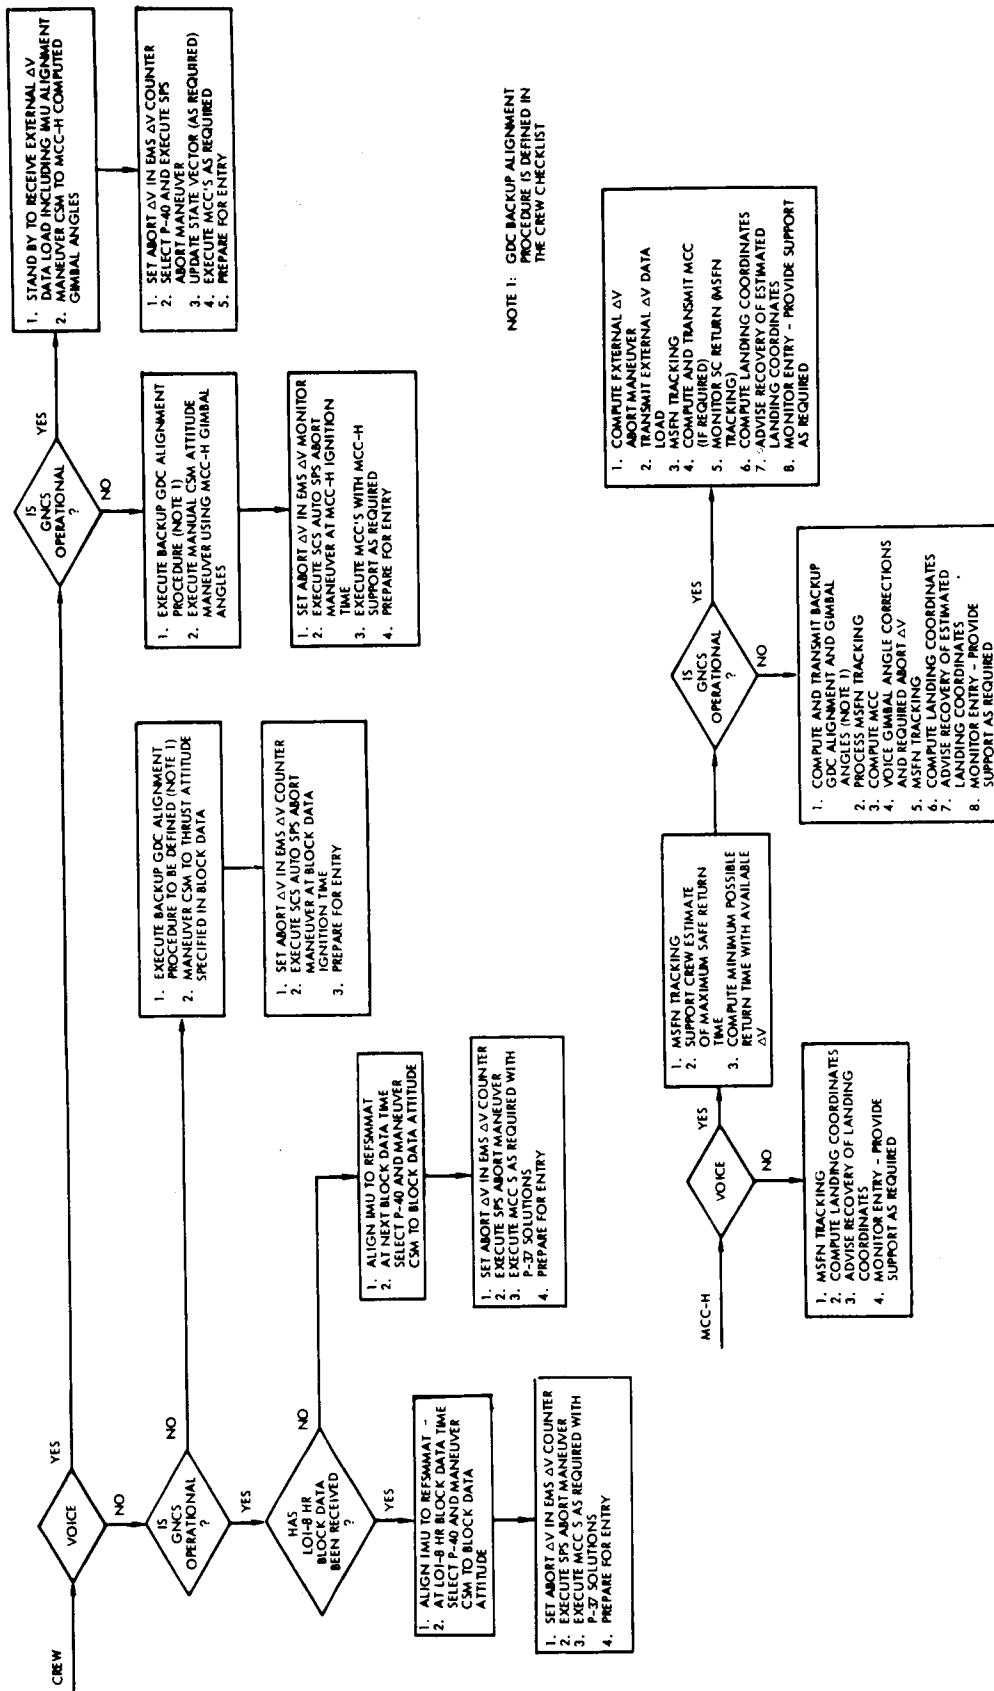 CREW
VOICE
YES
NO
IS
GNCS
OPERATIONAL
?
YES
NO
1. STAND BY TO RECEIVE EXTERNAL ΔV
DATA LOAD INCLUDING IMU ALIGNMENT
2. MANEUVER CSM TO MCC-H COMPUTED
GIMBAL ANGLES
1. SET ABORT ΔV IN EMS ΔV COUNTER
2. SELECT P-40 AND EXECUTE SPS
ABORT MANEUVER
3. UPDATE STATE VECTOR (AS REQUIRED)
4. EXECUTE MCC'S AS REQUIRED
5. PREPARE FOR ENTRY
1. EXECUTE BACKUP GDC ALIGNMENT
PROCEDURE (NOTE 1)
2. EXECUTE MANUAL CSM ATTITUDE
MANEUVER USING MCC-H GIMBAL
ANGLES
1. SET ABORT ΔV IN EMS ΔV MONITOR
2. EXECUTE SCS AUTO SPS ABORT
MANEUVER AT MCC-H IGNITION
TIME
3. EXECUTE MCC'S WITH MCC-H
SUPPORT AS REQUIRED
4. PREPARE FOR ENTRY
IS
GNCS
OPERATIONAL
?
NO
YES
1. EXECUTE BACKUP GDC ALIGNMENT
PROCEDURE TO BE DEFINED (NOTE 1)
2. MANEUVER CSM TO THRUST ATTITUDE
SPECIFIED IN BLOCK DATA
1. SET ABORT ΔV IN EMS ΔV COUNTER
2. EXECUTE SCS AUTO SPS ABORT
MANEUVER AT BLOCK DATA
IGNITION TIME
3. PREPARE FOR ENTRY
HAS
LOI-8 HR
BLOCK DATA
BEEN RECEIVED
?
NO
YES
1. ALIGN IMU TO REFSMMAT
2. AT NEXT BLOCK DATA TIME
SELECT P-40 AND MANEUVER
CSM TO BLOCK DATA ATTITUDE
1. SET ABORT ΔV IN EMS ΔV COUNTER
2. EXECUTE SPS ABORT MANEUVER
3. EXECUTE MCC S AS REQUIRED WITH
P-37 SOLUTIONS
4. PREPARE FOR ENTRY
1. ALIGN IMU TO REFSMMAT -
2. AT LOI-8 HR BLOCK DATA TIME
SELECT P-40 AND MANEUVER
CSM TO BLOCK DATA
ATTITUDE
1. SET ABORT ΔV IN EMS ΔV COUNTER
2. EXECUTE SPS ABORT MANEUVER
3. EXECUTE MCC S AS REQUIRED WITH
P-37 SOLUTIONS
4. PREPARE FOR ENTRY
NOTE 1: GDC BACKUP ALIGNMENT
PROCEDURE IS DEFINED IN
THE CREW CHECKLIST
MCC-H
VOICE
YES
NO
1. MSFN TRACKING
2. SUPPORT CREW ESTIMATE
OF MAXIMUM SAFE RETURN
TIME
3. COMPUTE MINIMUM POSSIBLE
RETURN TIME WITH AVAILABLE
ΔV
1. MSFN TRACKING
2. COMPUTE LANDING COORDINATES
3. ADVISE RECOVERY OF LANDING
COORDINATES
4. MONITOR ENTRY - PROVIDE
SUPPORT AS REQUIRED
IS
GNCS
OPERATIONAL
?
YES
NO
1. COMPUTE EXTERNAL ΔV
ABORT MANEUVER
2. TRANSMIT EXTERNAL ΔV DATA
LOAD
3. MSFN TRACKING
4. COMPUTE AND TRANSMIT MCC
(IF REQUIRED)
5. MONITOR SC RETURN (MSFN
TRACKING)
6. COMPUTE LANDING COORDINATES
7. ADVISE RECOVERY OF ESTIMATED
LANDING COORDINATES
8. MONITOR ENTRY - PROVIDE SUPPORT
AS REQUIRED
1. COMPUTE AND TRANSMIT BACKUP
GDC ALIGNMENT AND GIMBAL
ANGLES (NOTE 1)
2. PROCESS MSFN TRACKING
3. COMPUTE MCC
4. VOICE GIMBAL ANGLE CORRECTIONS
AND REQUIRED ABORT ΔV
5. MSFN TRACKING
6. COMPUTE LANDING COORDINATES
7. ADVISE RECOVERY OF ESTIMATED
LANDING COORDINATES
8. MONITOR ENTRY - PROVIDE
SUPPORT AS REQUIRED